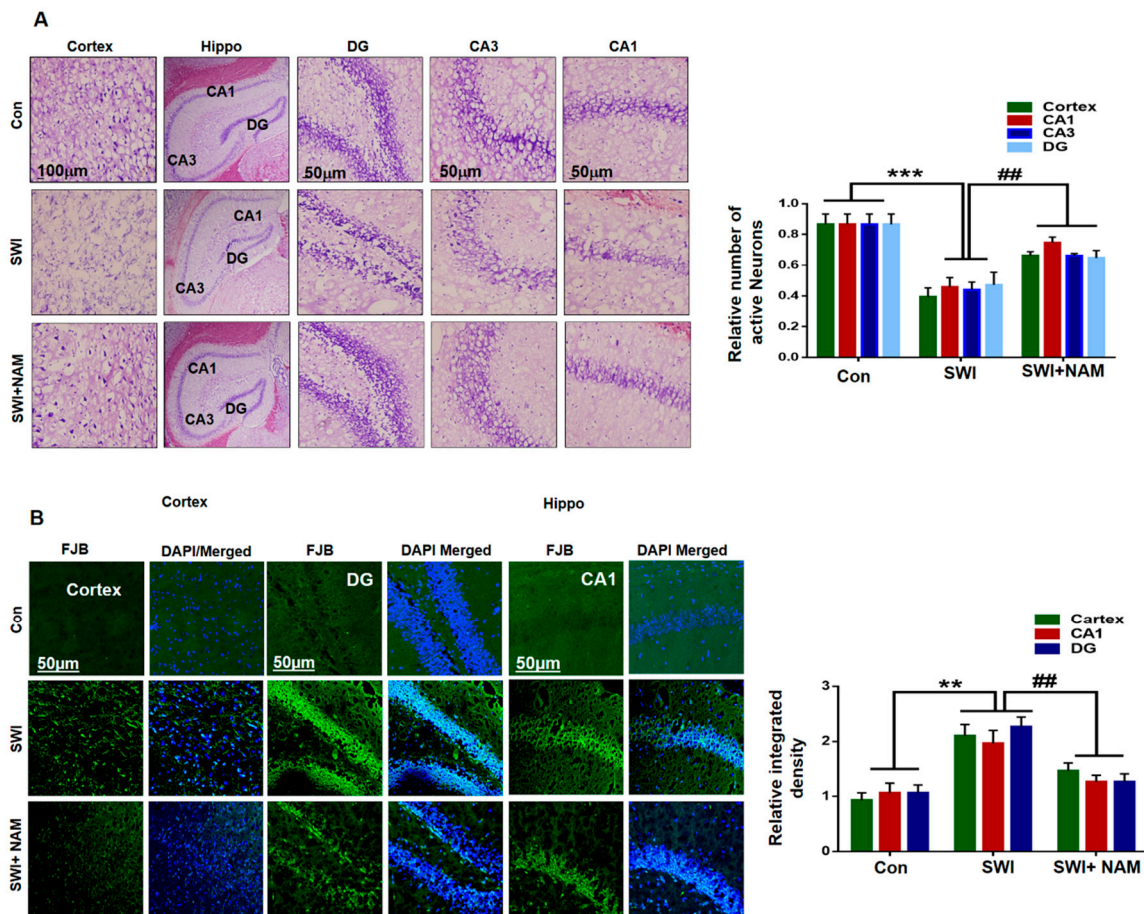 A
Cortex Hippo DG CA3 CA1
Con
100µm
CA1
DG
CA3
50µm
50µm
50µm
SWI
CA1
DG
CA3
SWI+NAM
CA1
DG
CA3
Cortex
CA1
CA3
DG
*** ##
Relative number of
active Neurons
1.0
0.8
0.6
0.4
0.2
0.0
Con SWI SWI+NAM
B
Cortex Hippo
FJB DAPI/Merged FJB DAPI Merged FJB DAPI Merged
Con
Cortex
DG
CA1
50µm
50µm
50µm
SWI
SWI+ NAM
Cartex
CA1
DG
** ##
Relative integrated
density
3
2
1
0
Con SWI SWI+ NAM